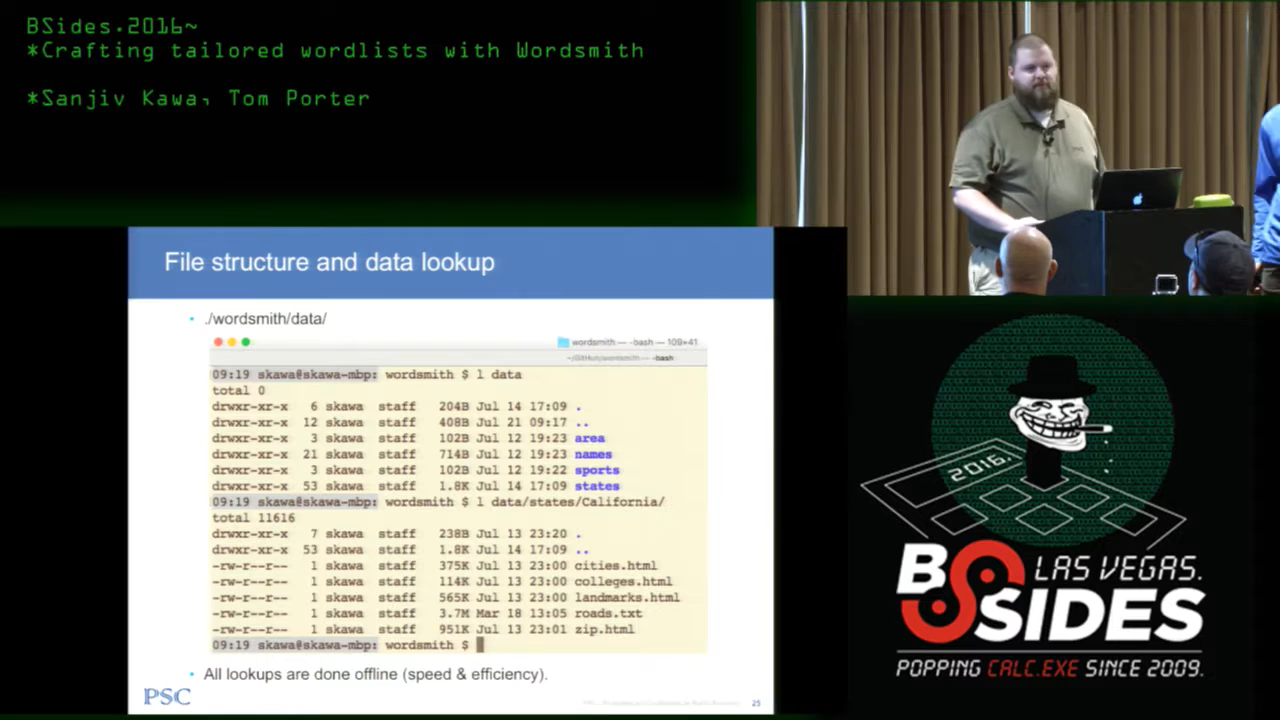 BSides.2016~
*Crafting tailored wordlists with Wordsmith
*Sanjiv Kawa, Tom Porter
File structure and data lookup
./wordsmith/data/
wordsmith — -bash — 109×41
~/GitHub/wordsmith — -bash
09:19 skawa@skawa-mbp: wordsmith $ l data
total 0
drwxr-xr-x 6 skawa staff 204B Jul 14 17:09 .
drwxr-xr-x 12 skawa staff 408B Jul 21 09:17 ..
drwxr-xr-x 3 skawa staff 102B Jul 12 19:23 area
drwxr-xr-x 21 skawa staff 714B Jul 12 19:23 names
drwxr-xr-x 3 skawa staff 102B Jul 12 19:22 sports
drwxr-xr-x 53 skawa staff 1.8K Jul 14 17:09 states
09:19 skawa@skawa-mbp: wordsmith $ l data/states/California/
total 11616
drwxr-xr-x 7 skawa staff 238B Jul 13 23:20 .
drwxr-xr-x 53 skawa staff 1.8K Jul 14 17:09 ..
-rw-r--r-- 1 skawa staff 375K Jul 13 23:00 cities.html
-rw-r--r-- 1 skawa staff 114K Jul 13 23:00 colleges.html
-rw-r--r-- 1 skawa staff 565K Jul 13 23:00 landmarks.html
-rw-r--r-- 1 skawa staff 3.7M Mar 18 13:05 roads.txt
-rw-r--r-- 1 skawa staff 951K Jul 13 23:01 zip.html
09:19 skawa@skawa-mbp: wordsmith $
All lookups are done offline (speed & efficiency).
PSC
25
2016.
BSIDES LAS VEGAS.
POPPING CALC.EXE SINCE 2009.